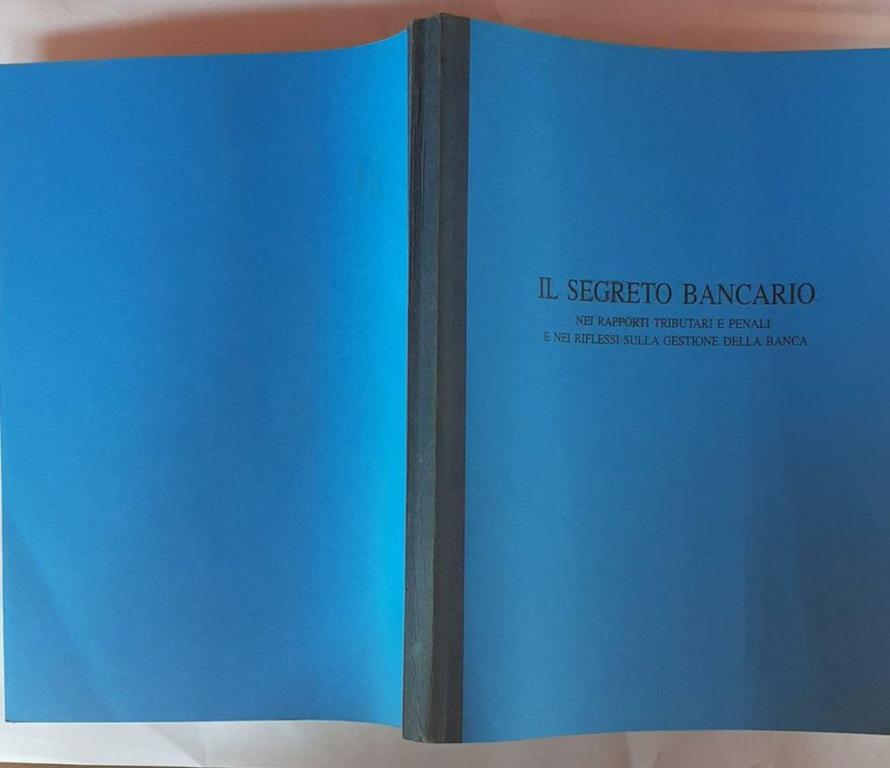 IL SEGRETO BANCARIO
NEI RAPPORTI TRIBUTARI E PENALI
E NEI RIFLESSI SULLA GESTIONE DELLA BANCA